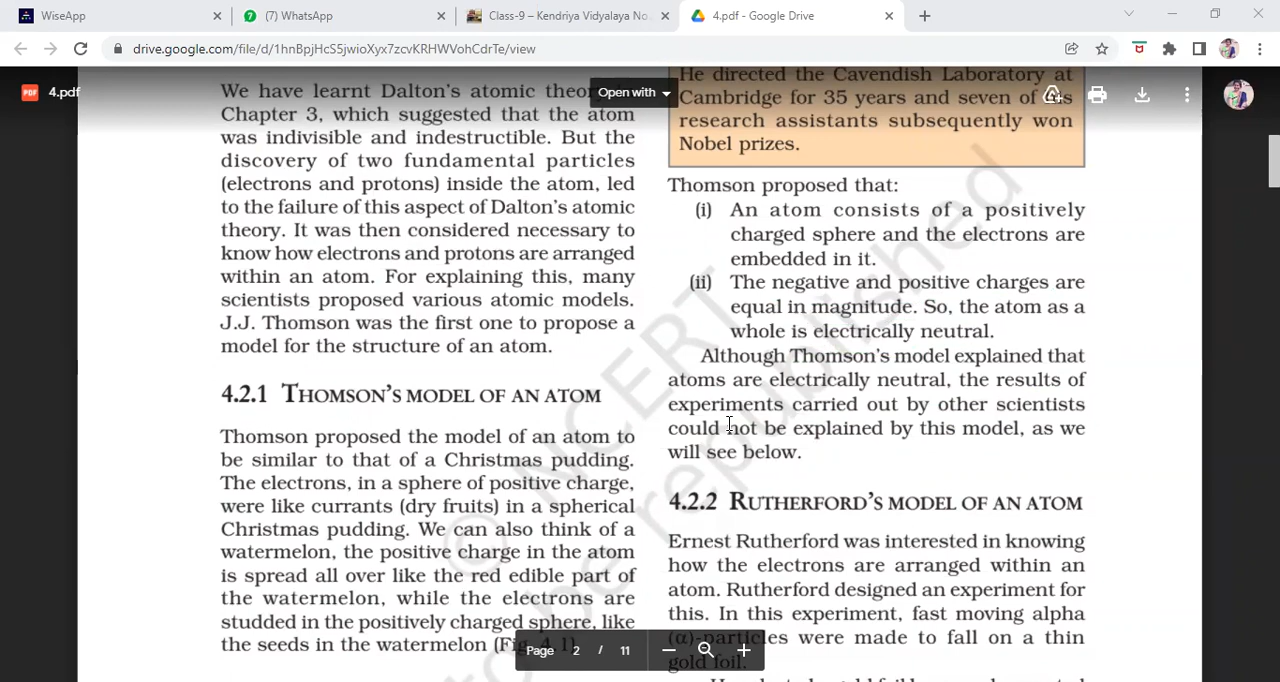 WiseApp
(7) WhatsApp
Class-9 – Kendriya Vidyalaya No
4.pdf - Google Drive
drive.google.com/file/d/1hnBpjHcS5jwioXyx7zcvKRHWVohCdrTe/view
PDF
4.pdf
Open with
We have learnt Dalton's atomic theory
Chapter 3, which suggested that the atom
was indivisible and indestructible. But the
discovery of two fundamental particles
(electrons and protons) inside the atom, led
to the failure of this aspect of Dalton's atomic
theory. It was then considered necessary to
know how electrons and protons are arranged
within an atom. For explaining this, many
scientists proposed various atomic models.
J.J. Thomson was the first one to propose a
model for the structure of an atom.
4.2.1 THOMSON'S MODEL OF AN ATOM
Thomson proposed the model of an atom to
be similar to that of a Christmas pudding.
The electrons, in a sphere of positive charge,
were like currants (dry fruits) in a spherical
Christmas pudding. We can also think of a
watermelon, the positive charge in the atom
is spread all over like the red edible part of
the watermelon, while the electrons are
studded in the positively charged sphere, like
the seeds in the watermelon (Fig. 4.1)
He directed the Cavendish Laboratory at
Cambridge for 35 years and seven of his
research assistants subsequently won
Nobel prizes.
Thomson proposed that:
(i) An atom consists of a positively
charged sphere and the electrons are
embedded in it.
(ii) The negative and positive charges are
equal in magnitude. So, the atom as a
whole is electrically neutral.
Although Thomson's model explained that
atoms are electrically neutral, the results of
experiments carried out by other scientists
could not be explained by this model, as we
will see below.
4.2.2 RUTHERFORD'S MODEL OF AN ATOM
Ernest Rutherford was interested in knowing
how the electrons are arranged within an
atom. Rutherford designed an experiment for
this. In this experiment, fast moving alpha
(α)-particles were made to fall on a thin
gold foil.
© NCERT
to be republished
Page 2 / 11